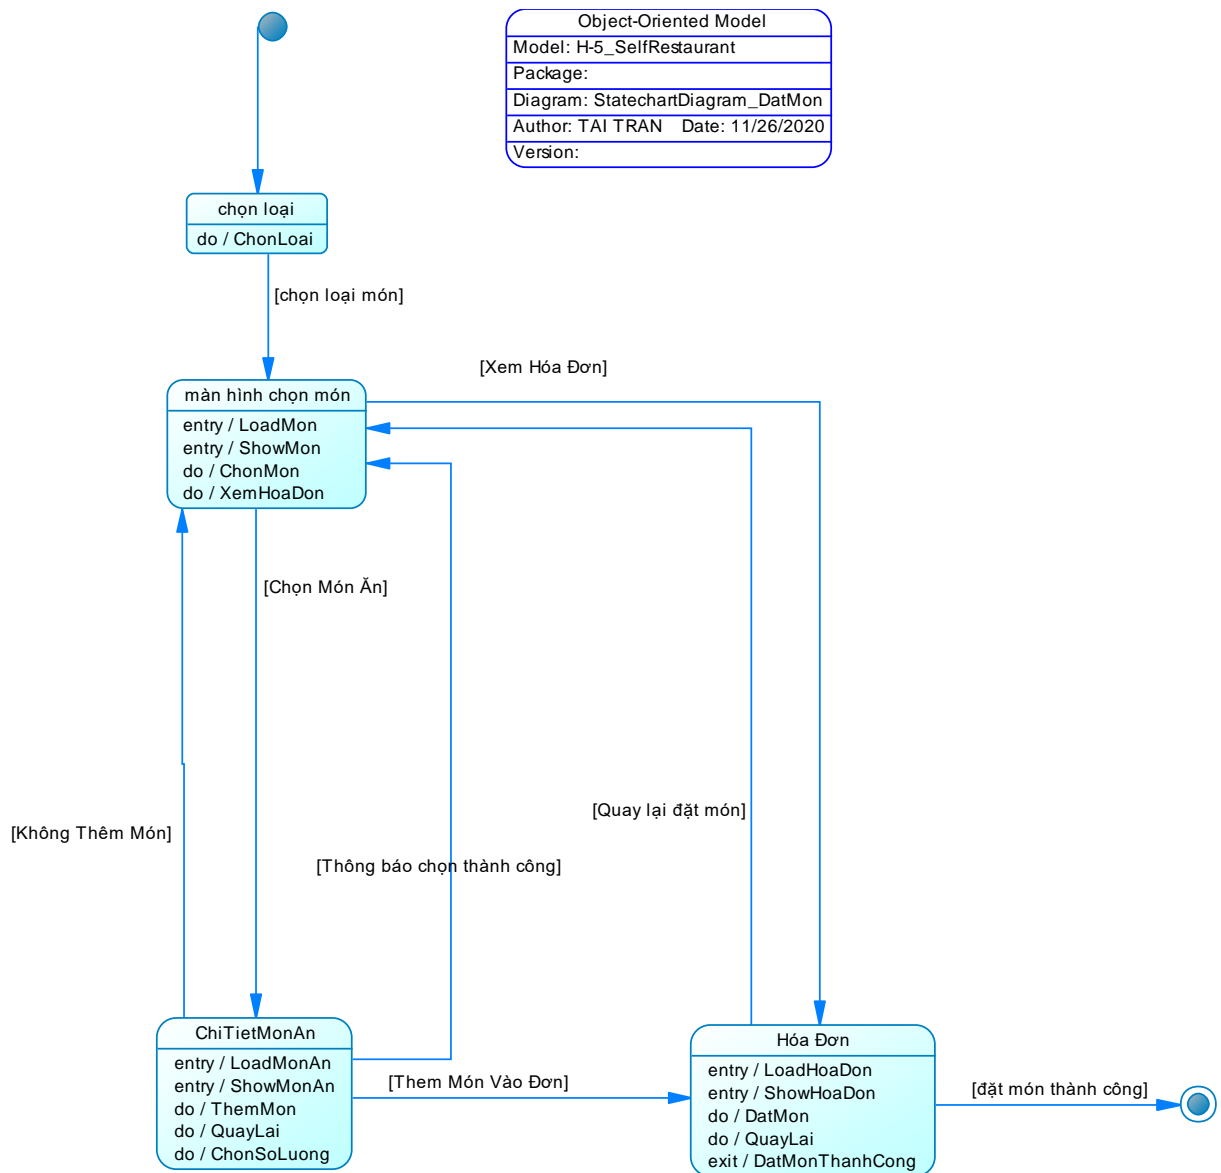 Object-Oriented Model
Model: H-5_SelfRestaurant
Package:
Diagram: StatechartDiagram_DatMon
Author: TAI TRAN Date: 11/26/2020
Version:
chọn loại
do / ChonLoai
[chọn loại món]
[Xem Hóa Đơn]
màn hình chọn món
entry / LoadMon
entry / ShowMon
do / ChonMon
do / XemHoaDon
[Chọn Món Ăn]
[Quay lại đặt món]
[Không Thêm Món]
[Thông báo chọn thành công]
ChiTietMonAn
entry / LoadMonAn
entry / ShowMonAn
do / ThemMon
do / QuayLai
do / ChonSoLuong
[Them Món Vào Đơn]
Hóa Đơn
entry / LoadHoaDon
entry / ShowHoaDon
do / DatMon
do / QuayLai
exit / DatMonThanhCong
[đặt món thành công]